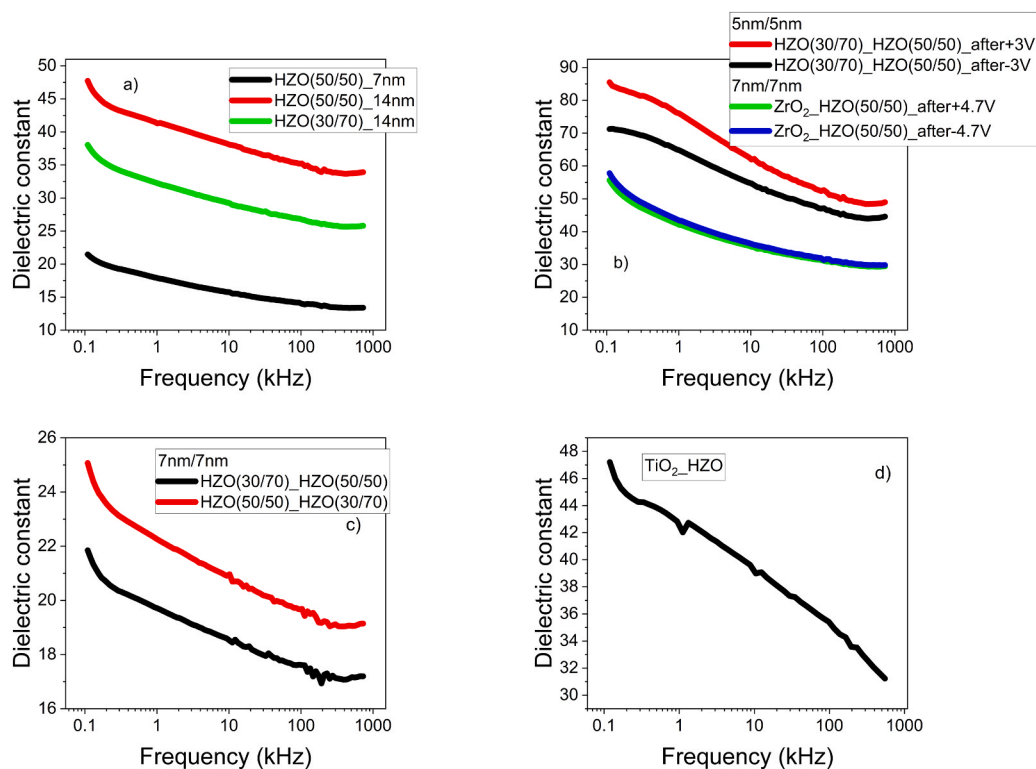 a)
HZO(50/50)_7nm
HZO(50/50)_14nm
HZO(30/70)_14nm
Dielectric constant
50
45
40
35
30
25
20
15
10
0.1 1 10 100 1000
Frequency (kHz)
5nm/5nm
HZO(30/70)_HZO(50/50)_after+3V
HZO(30/70)_HZO(50/50)_after-3V
7nm/7nm
ZrO₂_HZO(50/50)_after+4.7V
ZrO₂_HZO(50/50)_after-4.7V
b)
Dielectric constant
90
80
70
60
50
40
30
20
10
0.1 1 10 100 1000
Frequency (kHz)
7nm/7nm
HZO(30/70)_HZO(50/50)
HZO(50/50)_HZO(30/70)
c)
Dielectric constant
26
24
22
20
18
16
0.1 1 10 100 1000
Frequency (kHz)
TiO₂_HZO
d)
Dielectric constant
48
46
44
42
40
38
36
34
32
30
0.1 1 10 100 1000
Frequency (kHz)